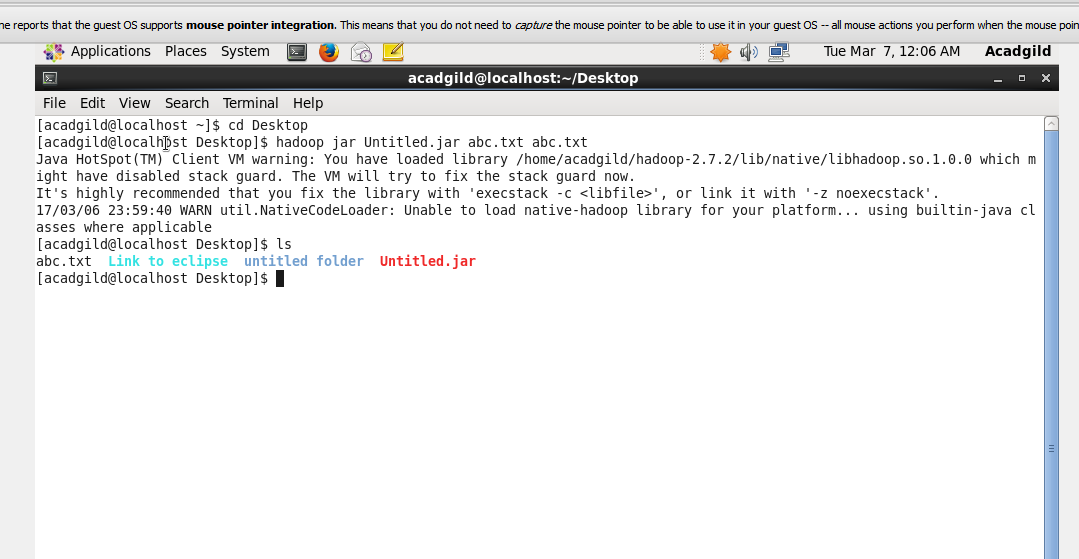 ne reports that the guest OS supports mouse pointer integration. This means that you do not need to capture the mouse pointer to be able to use it in your guest OS -- all mouse actions you perform when the mouse poin
Applications Places System Tue Mar 7, 12:06 AM Acadgild
acadgild@localhost:~/Desktop
File Edit View Search Terminal Help
[acadgild@localhost ~]$ cd Desktop
[acadgild@localhost Desktop]$ hadoop jar Untitled.jar abc.txt abc.txt
Java HotSpot(TM) Client VM warning: You have loaded library /home/acadgild/hadoop-2.7.2/lib/native/libhadoop.so.1.0.0 which m
ight have disabled stack guard. The VM will try to fix the stack guard now.
It's highly recommended that you fix the library with 'execstack -c <libfile>', or link it with '-z noexecstack'.
17/03/06 23:59:40 WARN util.NativeCodeLoader: Unable to load native-hadoop library for your platform... using builtin-java cl
asses where applicable
[acadgild@localhost Desktop]$ ls
abc.txt Link to eclipse untitled folder Untitled.jar
[acadgild@localhost Desktop]$